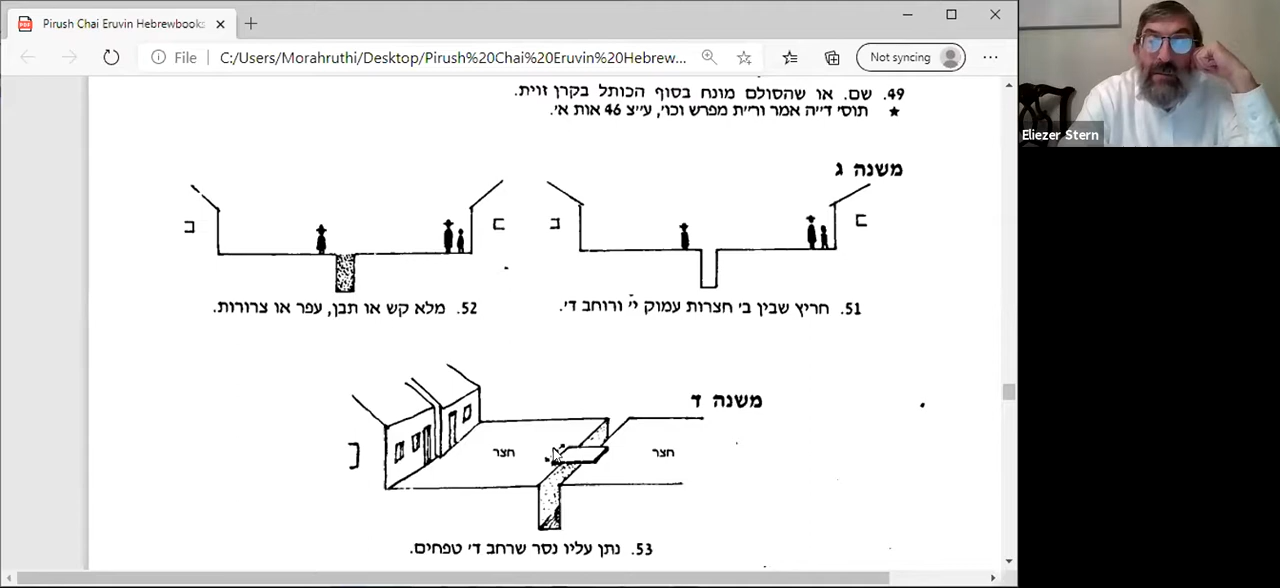 Pirush Chai Eruvin Hebrewbook:
File
C:/Users/Morahruthi/Desktop/Pirush%20Chai%20Eruvin%20Hebrew...
Not syncing
Eliezer Stern
49. שם. או שהסולם מונח בסוף הכותל בקרן זוית.
★ תוסי' ד"ה אמר ור"ת מפרש וכו', ע"צ 46 אות א'.
משנה ג
כ
כ
כ
כ
51. חריץ שבין ב' חצרות עמוק י' ורוחב ד'.
52. מלא קש או תבן, עפר או צרורות.
משנה ד
חצר
חצר
כ
53. נתן עליו נסר שרחב ד' טפחים.